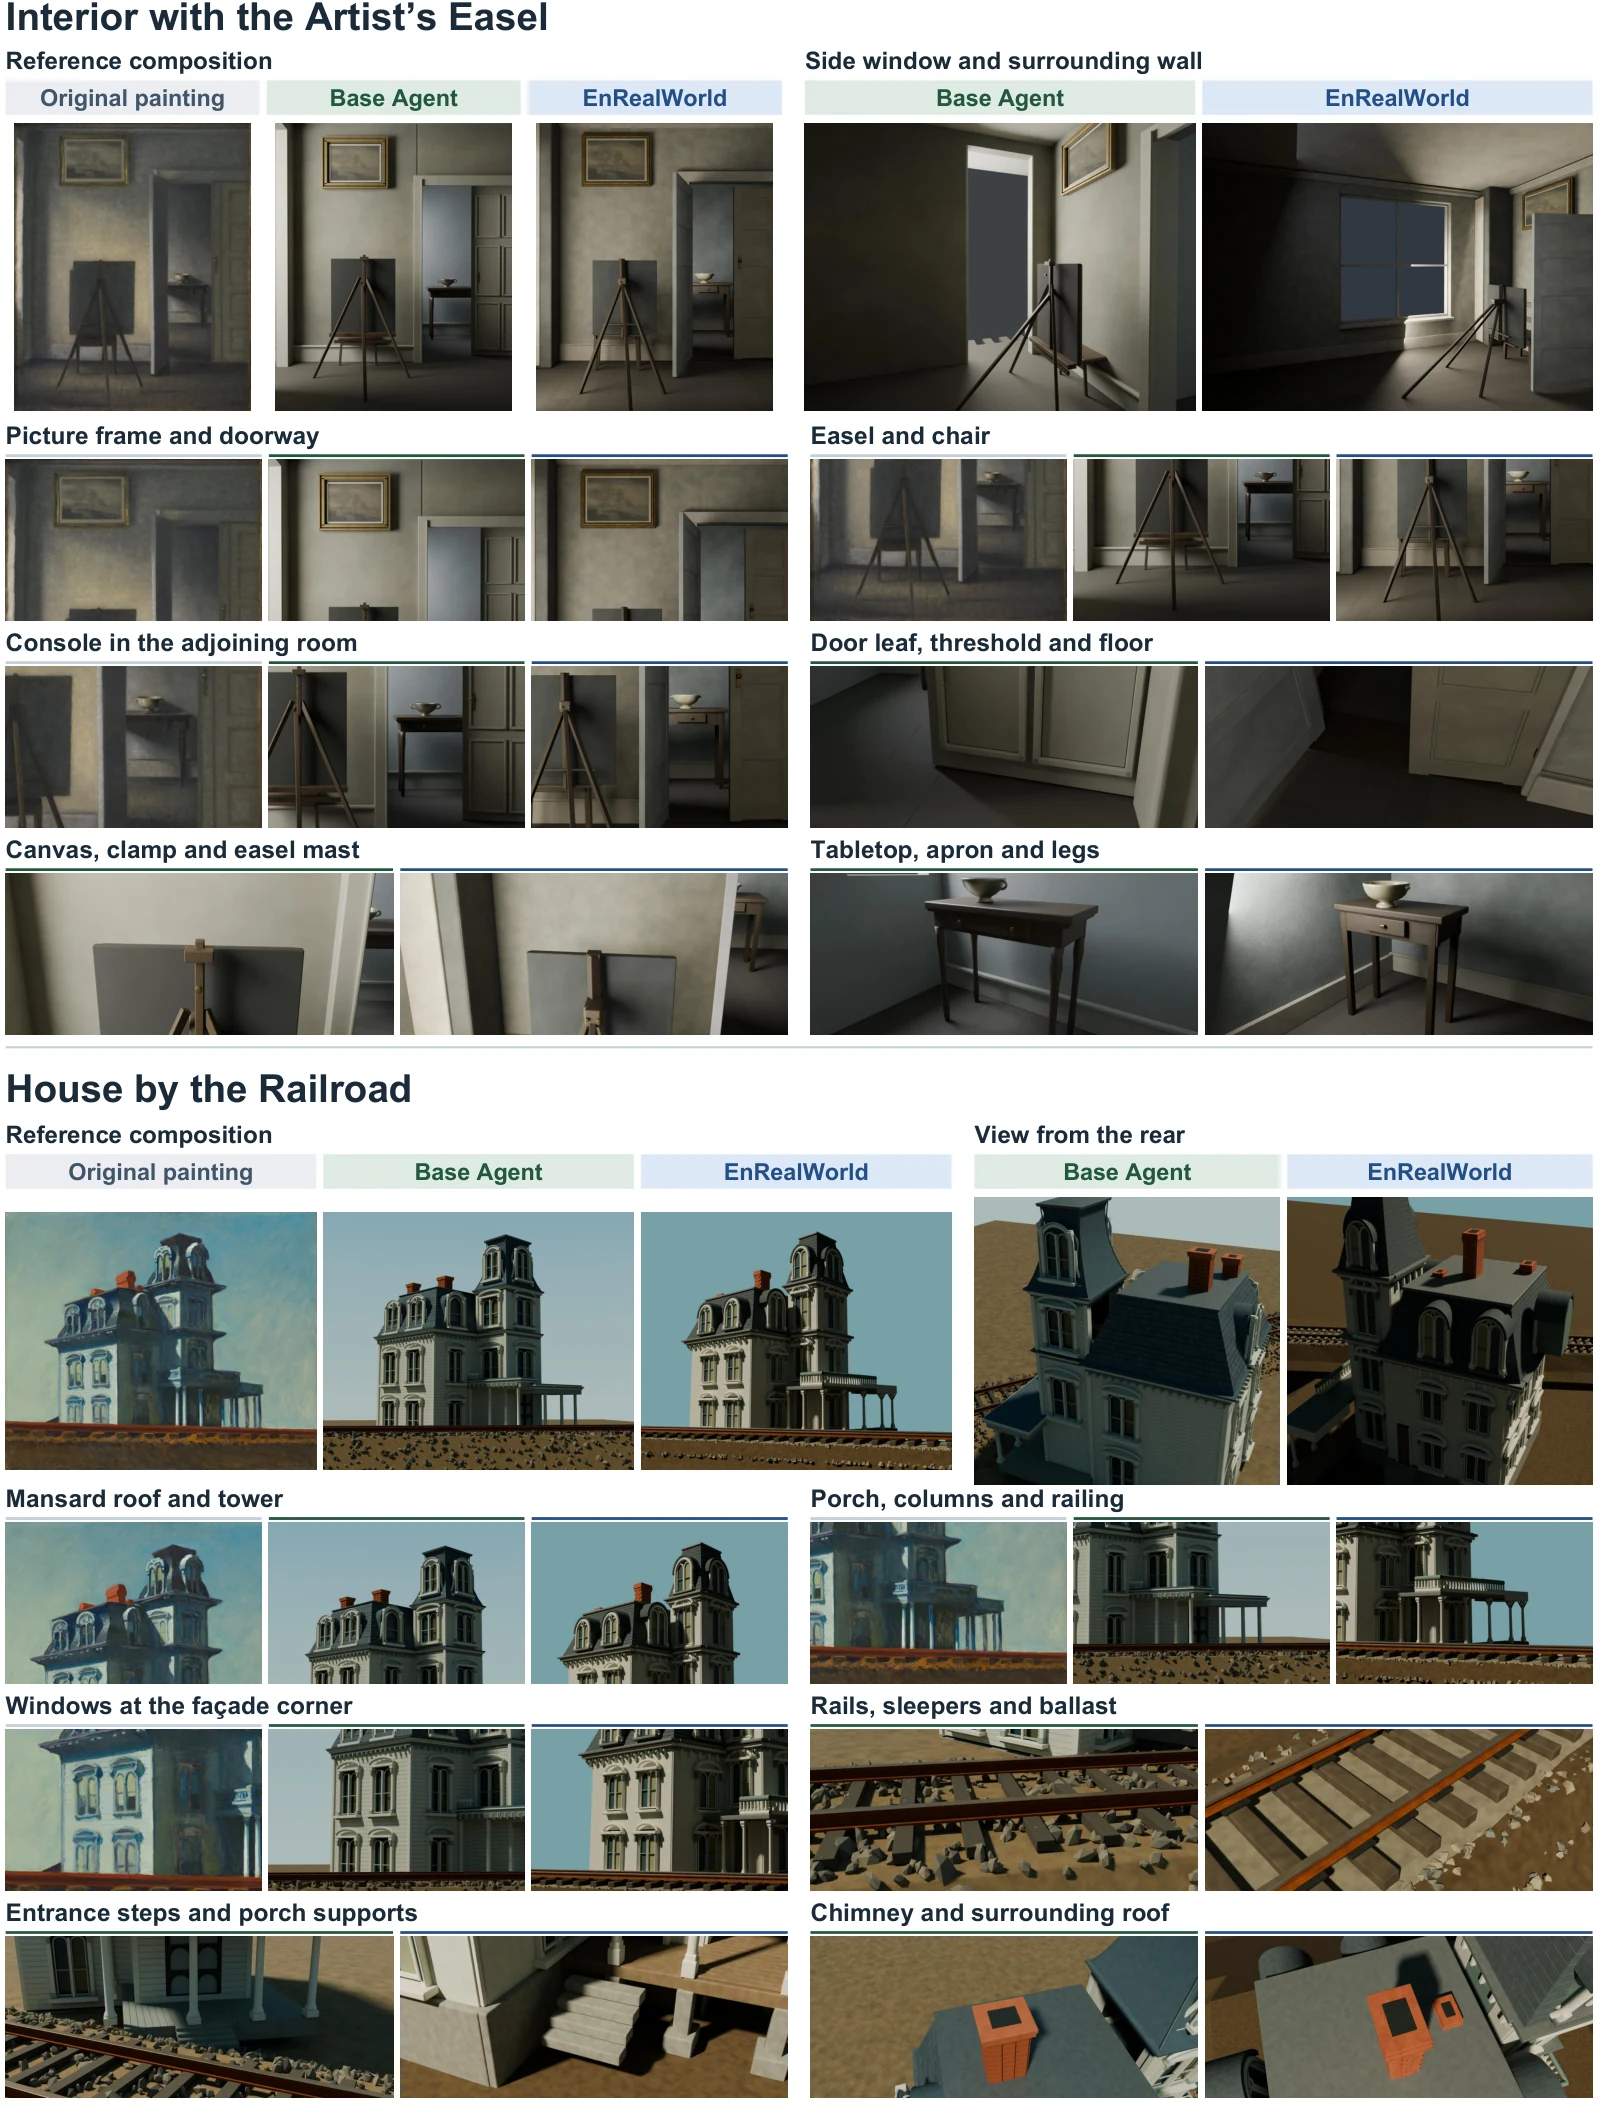 Interior with the Artist's Easel
Reference composition
Side window and surrounding wall
Original painting
Base Agent
EnRealWorld
Base Agent
EnRealWorld
Picture frame and doorway
Easel and chair
Console in the adjoining room
Door leaf, threshold and floor
Canvas, clamp and easel mast
Tabletop, apron and legs
House by the Railroad
Reference composition
View from the rear
Original painting
Base Agent
EnRealWorld
Base Agent
EnRealWorld
Mansard roof and tower
Porch, columns and railing
Windows at the façade corner
Rails, sleepers and ballast
Entrance steps and porch supports
Chimney and surrounding roof